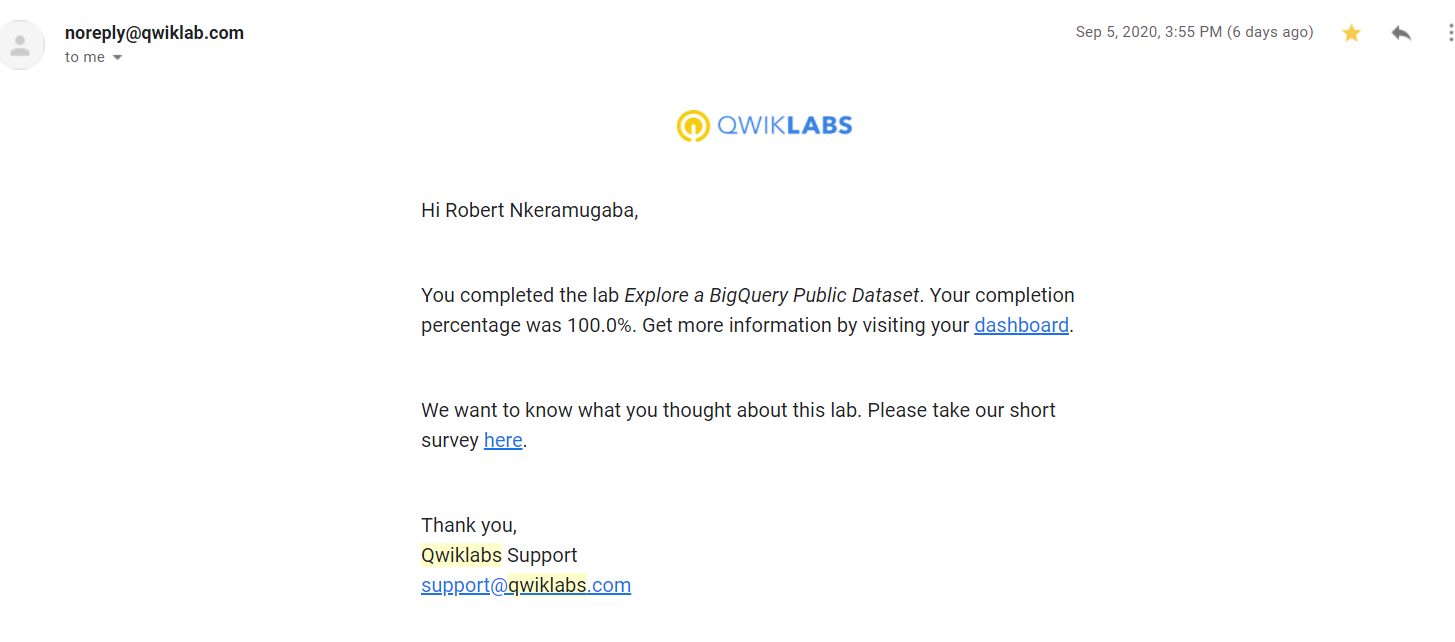 noreply@qwiklab.com
Sep 5, 2020, 3:55 PM (6 days ago)
to me
QWIKLABS
Hi Robert Nkeramugaba,
You completed the lab Explore a BigQuery Public Dataset. Your completion
percentage was 100.0%. Get more information by visiting your dashboard.
We want to know what you thought about this lab. Please take our short
survey here.
Thank you,
Qwiklabs Support
support@qwiklabs.com